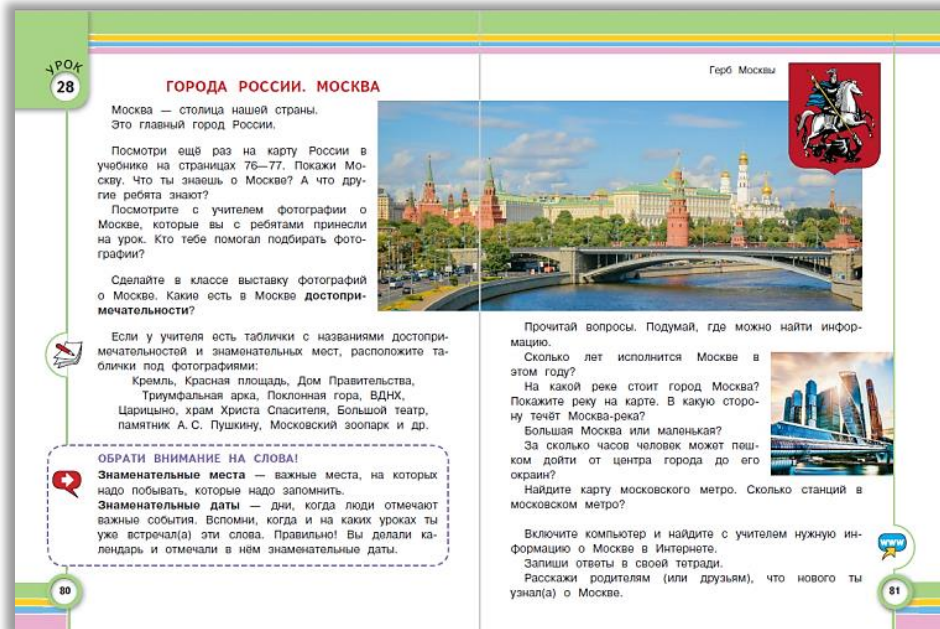 УРОК
28
ГОРОДА РОССИИ. МОСКВА
Москва — столица нашей страны.
Это главный город России.
Посмотри ещё раз на карту России в
учебнике на страницах 76—77. Покажи Мо-
скву. Что ты знаешь о Москве? А что дру-
гие ребята знают?
Посмотрите с учителем фотографии о
Москве, которые вы с ребятами принесли
на урок. Кто тебе помогал подбирать фото-
графии?
Сделайте в классе выставку фотографий
о Москве. Какие есть в Москве достопри-
мечательности?
Если у учителя есть таблички с названиями достопри-
мечательностей и знаменательных мест, расположите та-
блички под фотографиями:
Кремль, Красная площадь, Дом Правительства,
Триумфальная арка, Поклонная гора, ВДНХ,
Царицыно, храм Христа Спасителя, Большой театр,
памятник А. С. Пушкину, Московский зоопарк и др.
ОБРАТИ ВНИМАНИЕ НА СЛОВА!
Знаменательные места — важные места, на которых
надо побывать, которые надо запомнить.
Знаменательные даты — дни, когда люди отмечают
важные события. Вспомни, когда и на каких уроках ты
уже встречал(а) эти слова. Правильно! Вы делали ка-
лендарь и отмечали в нём знаменательные даты.
80
Герб Москвы
Прочитай вопросы. Подумай, где можно найти инфор-
мацию.
Сколько лет исполнится Москве в
этом году?
На какой реке стоит город Москва?
Покажите реку на карте. В какую сторо-
ну течёт Москва-река?
Большая Москва или маленькая?
За сколько часов человек может пеш-
ком дойти от центра города до его
окраин?
Найдите карту московского метро. Сколько станций в
московском метро?
Включите компьютер и найдите с учителем нужную ин-
формацию о Москве в Интернете.
Запиши ответы в своей тетради.
Расскажи родителям (или друзьям), что нового ты
узнал(а) о Москве.
www
81